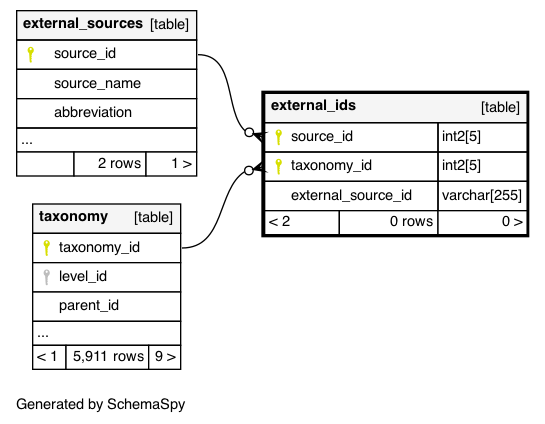 external_sources [table]
source_id
source_name
abbreviation
...
2 rows 1 >
external_ids [table]
source_id int2[5]
taxonomy_id int2[5]
external_source_id varchar[255]
< 2 0 rows 0 >
taxonomy [table]
taxonomy_id
level_id
parent_id
...
< 1 5,911 rows 9 >
Generated by SchemaSpy